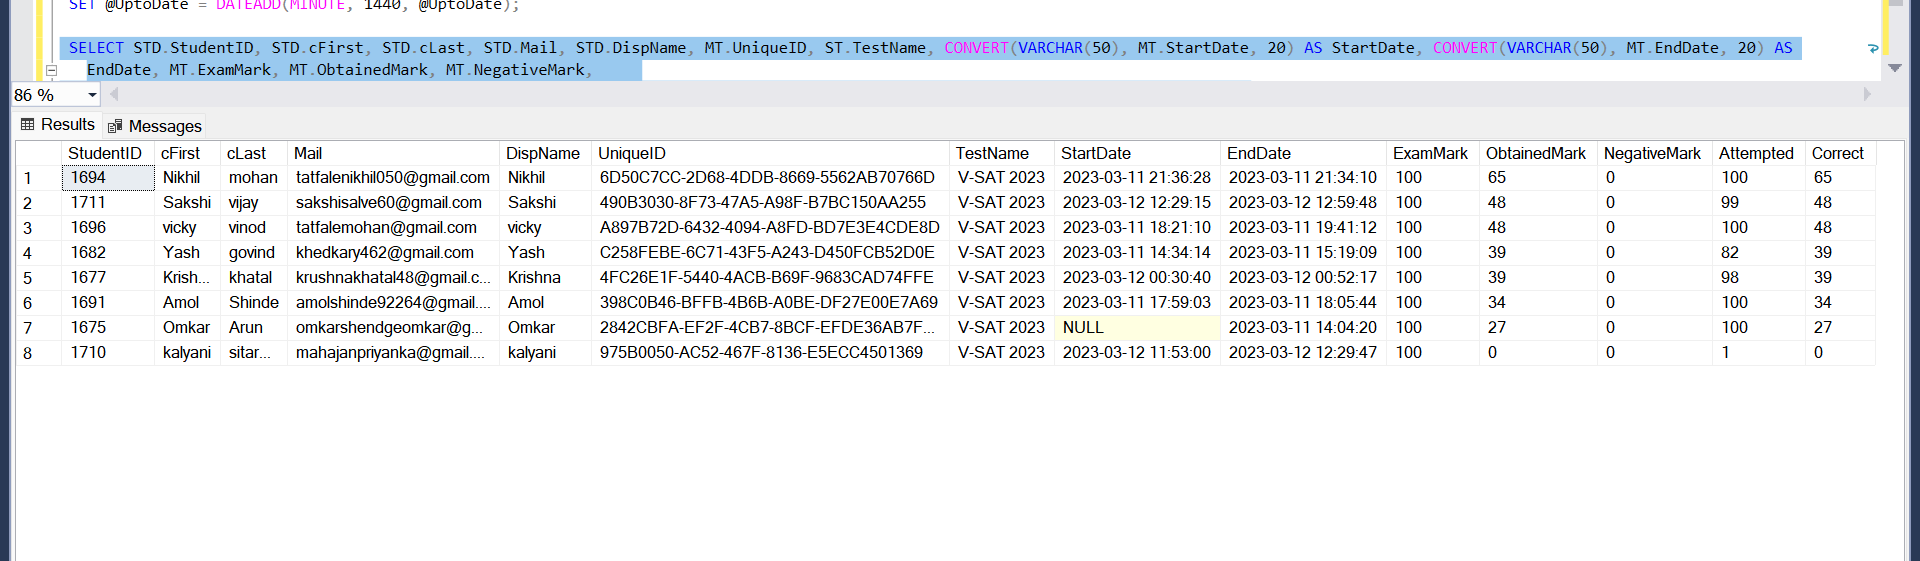 SET @UptoDate = DATEADD(MINUTE, 1440, @UptoDate);
SELECT STD.StudentID, STD.cFirst, STD.cLast, STD.Mail, STD.DispName, MT.UniqueID, ST.TestName, CONVERT(VARCHAR(50), MT.StartDate, 20) AS StartDate, CONVERT(VARCHAR(50), MT.EndDate, 20) AS
EndDate, MT.ExamMark, MT.ObtainedMark, MT.NegativeMark,
86 %
Results Messages
StudentID cFirst cLast Mail DispName UniqueID TestName StartDate EndDate ExamMark ObtainedMark NegativeMark Attempted Correct
1 1694 Nikhil mohan tatfalenikhil050@gmail.com Nikhil 6D50C7CC-2D68-4DDB-8669-5562AB70766D V-SAT 2023 2023-03-11 21:36:28 2023-03-11 21:34:10 100 65 0 100 65
2 1711 Sakshi vijay sakshisalve60@gmail.com Sakshi 490B3030-8F73-47A5-A98F-B7BC150AA255 V-SAT 2023 2023-03-12 12:29:15 2023-03-12 12:59:48 100 48 0 99 48
3 1696 vicky vinod tatfalemohan@gmail.com vicky A897B72D-6432-4094-A8FD-BD7E3E4CDE8D V-SAT 2023 2023-03-11 18:21:10 2023-03-11 19:41:12 100 48 0 100 48
4 1682 Yash govind khedkary462@gmail.com Yash C258FEBE-6C71-43F5-A243-D450FCB52D0E V-SAT 2023 2023-03-11 14:34:14 2023-03-11 15:19:09 100 39 0 82 39
5 1677 Krish... khatal krushnakhatal48@gmail.c... Krishna 4FC26E1F-5440-4ACB-B69F-9683CAD74FFE V-SAT 2023 2023-03-12 00:30:40 2023-03-12 00:52:17 100 39 0 98 39
6 1691 Amol Shinde amolshinde92264@gmail.... Amol 398C0B46-BFFB-4B6B-A0BE-DF27E00E7A69 V-SAT 2023 2023-03-11 17:59:03 2023-03-11 18:05:44 100 34 0 100 34
7 1675 Omkar Arun omkarshendgeomkar@g... Omkar 2842CBFA-EF2F-4CB7-8BCF-EFDE36AB7F... V-SAT 2023 NULL 2023-03-11 14:04:20 100 27 0 100 27
8 1710 kalyani sitar... mahajanpriyanka@gmail.... kalyani 975B0050-AC52-467F-8136-E5ECC4501369 V-SAT 2023 2023-03-12 11:53:00 2023-03-12 12:29:47 100 0 0 1 0